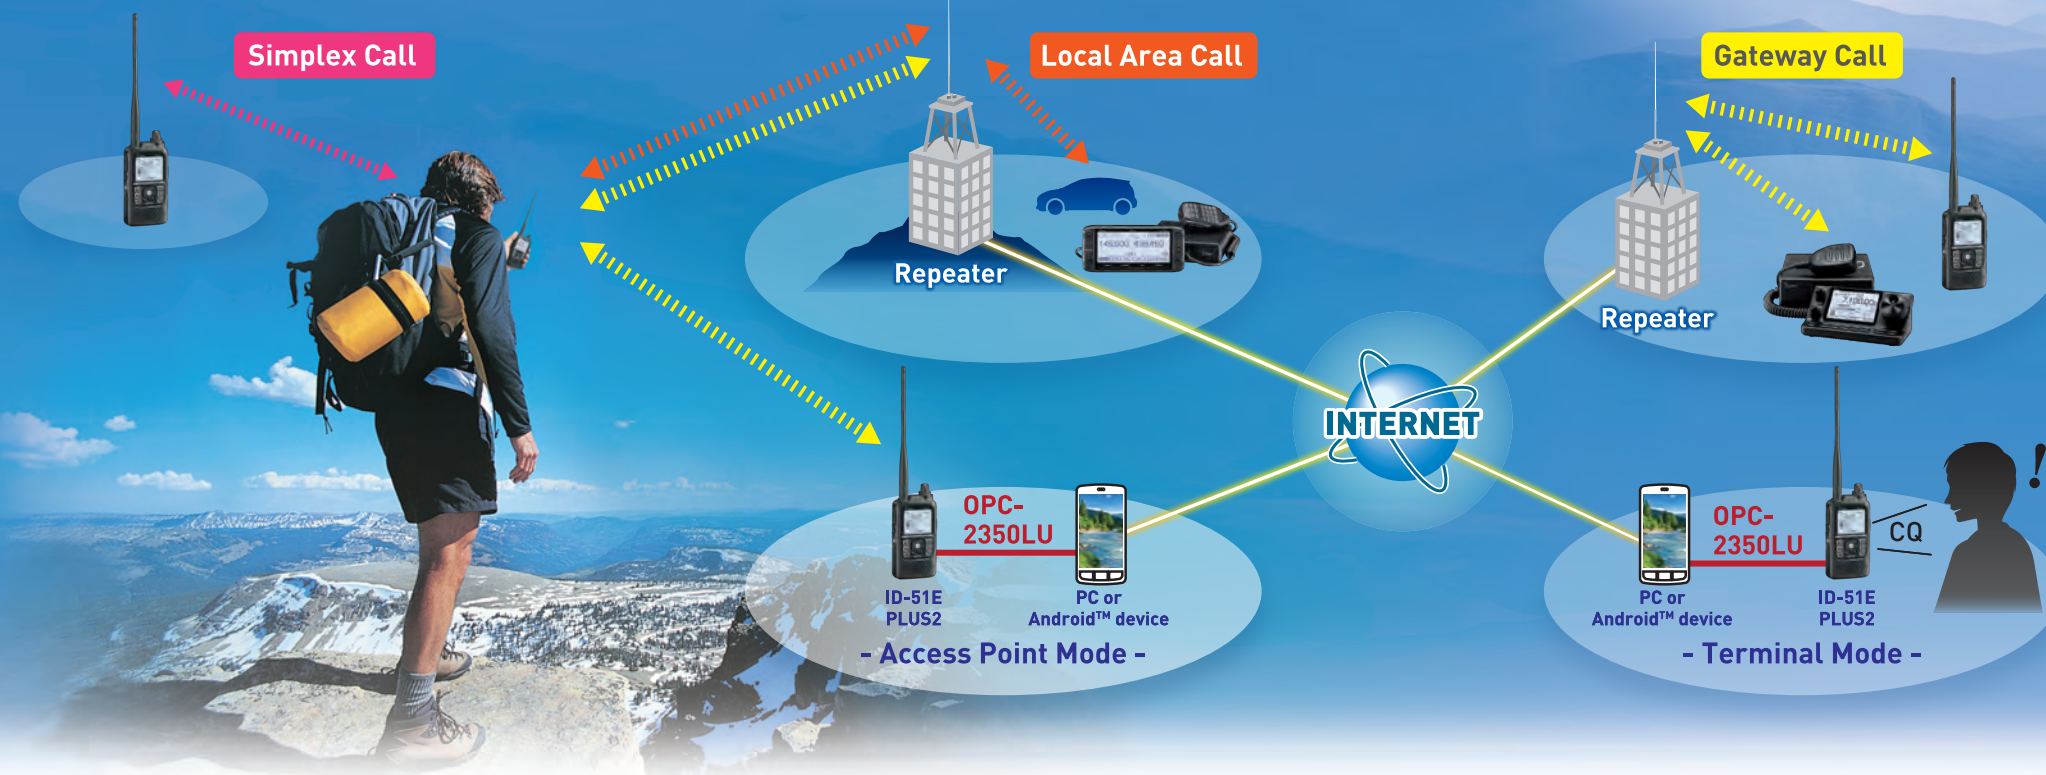 Simplex Call
Local Area Call
Gateway Call
Repeater
Repeater
INTERNET
OPC-
2350LU
ID-51E
PLUS2
PC or
Android™ device
- Access Point Mode -
OPC-
2350LU
CQ
!
PC or
Android™ device
ID-51E
PLUS2
- Terminal Mode -